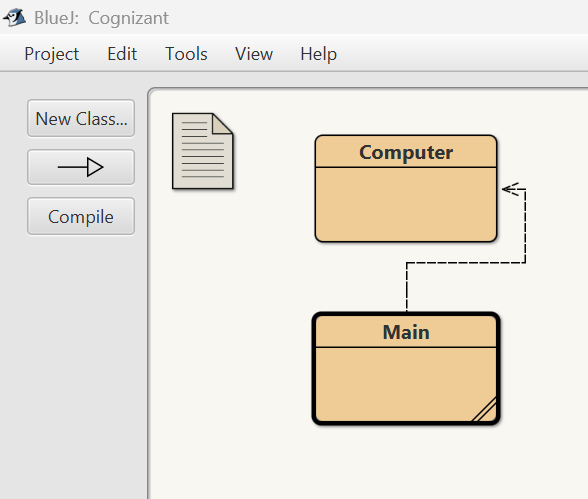 BlueJ: Cognizant
Project Edit Tools View Help
New Class...
Compile
Computer
Main